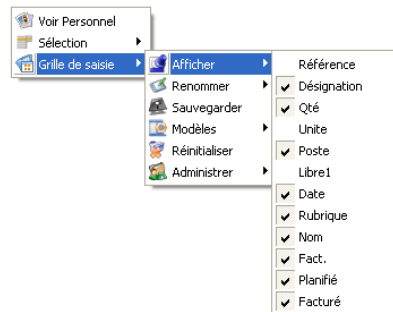 Voir Personnel
Sélection
Grille de saisie
Afficher
Renommer
Sauvegarder
Modèles
Réinitialiser
Administrer
Référence
Désignation
Qté
Unite
Poste
Libre1
Date
Rubrique
Nom
Fact.
Planifié
Facturé